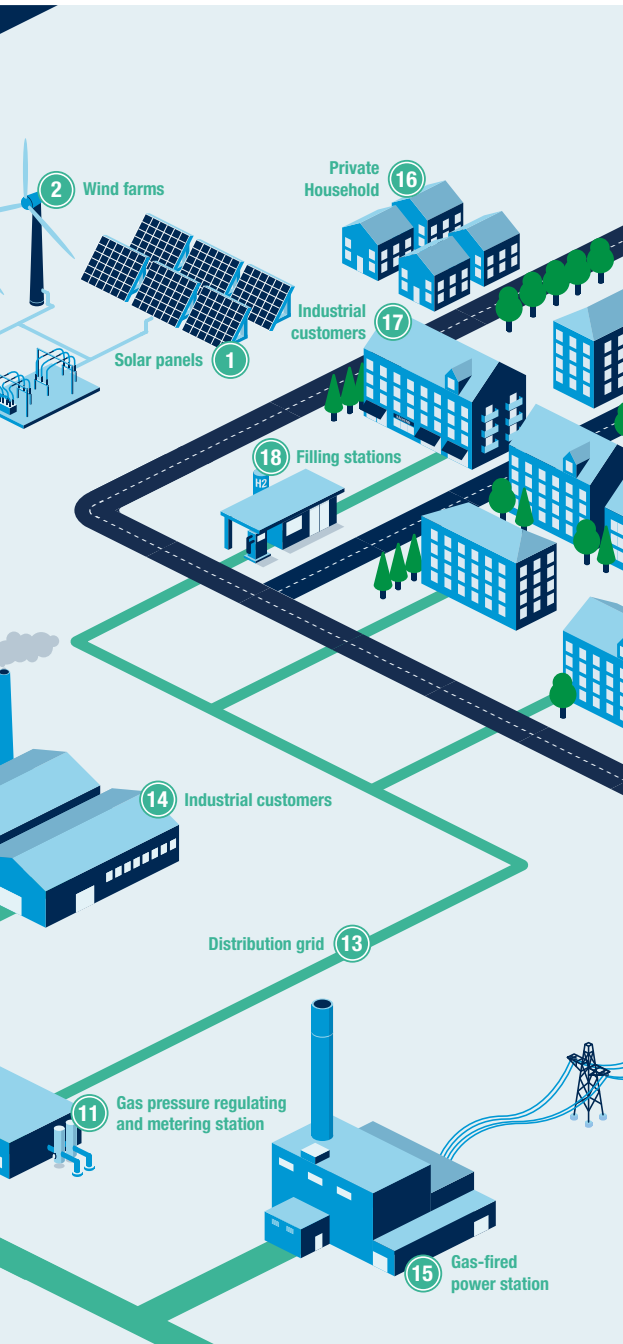 2 Wind farms
Private
Household
16
Industrial
customers
17
Solar panels 1
18 Filling stations
H2
14 Industrial customers
Distribution grid 13
11
Gas pressure regulating
and metering station
15
Gas-fired
power station